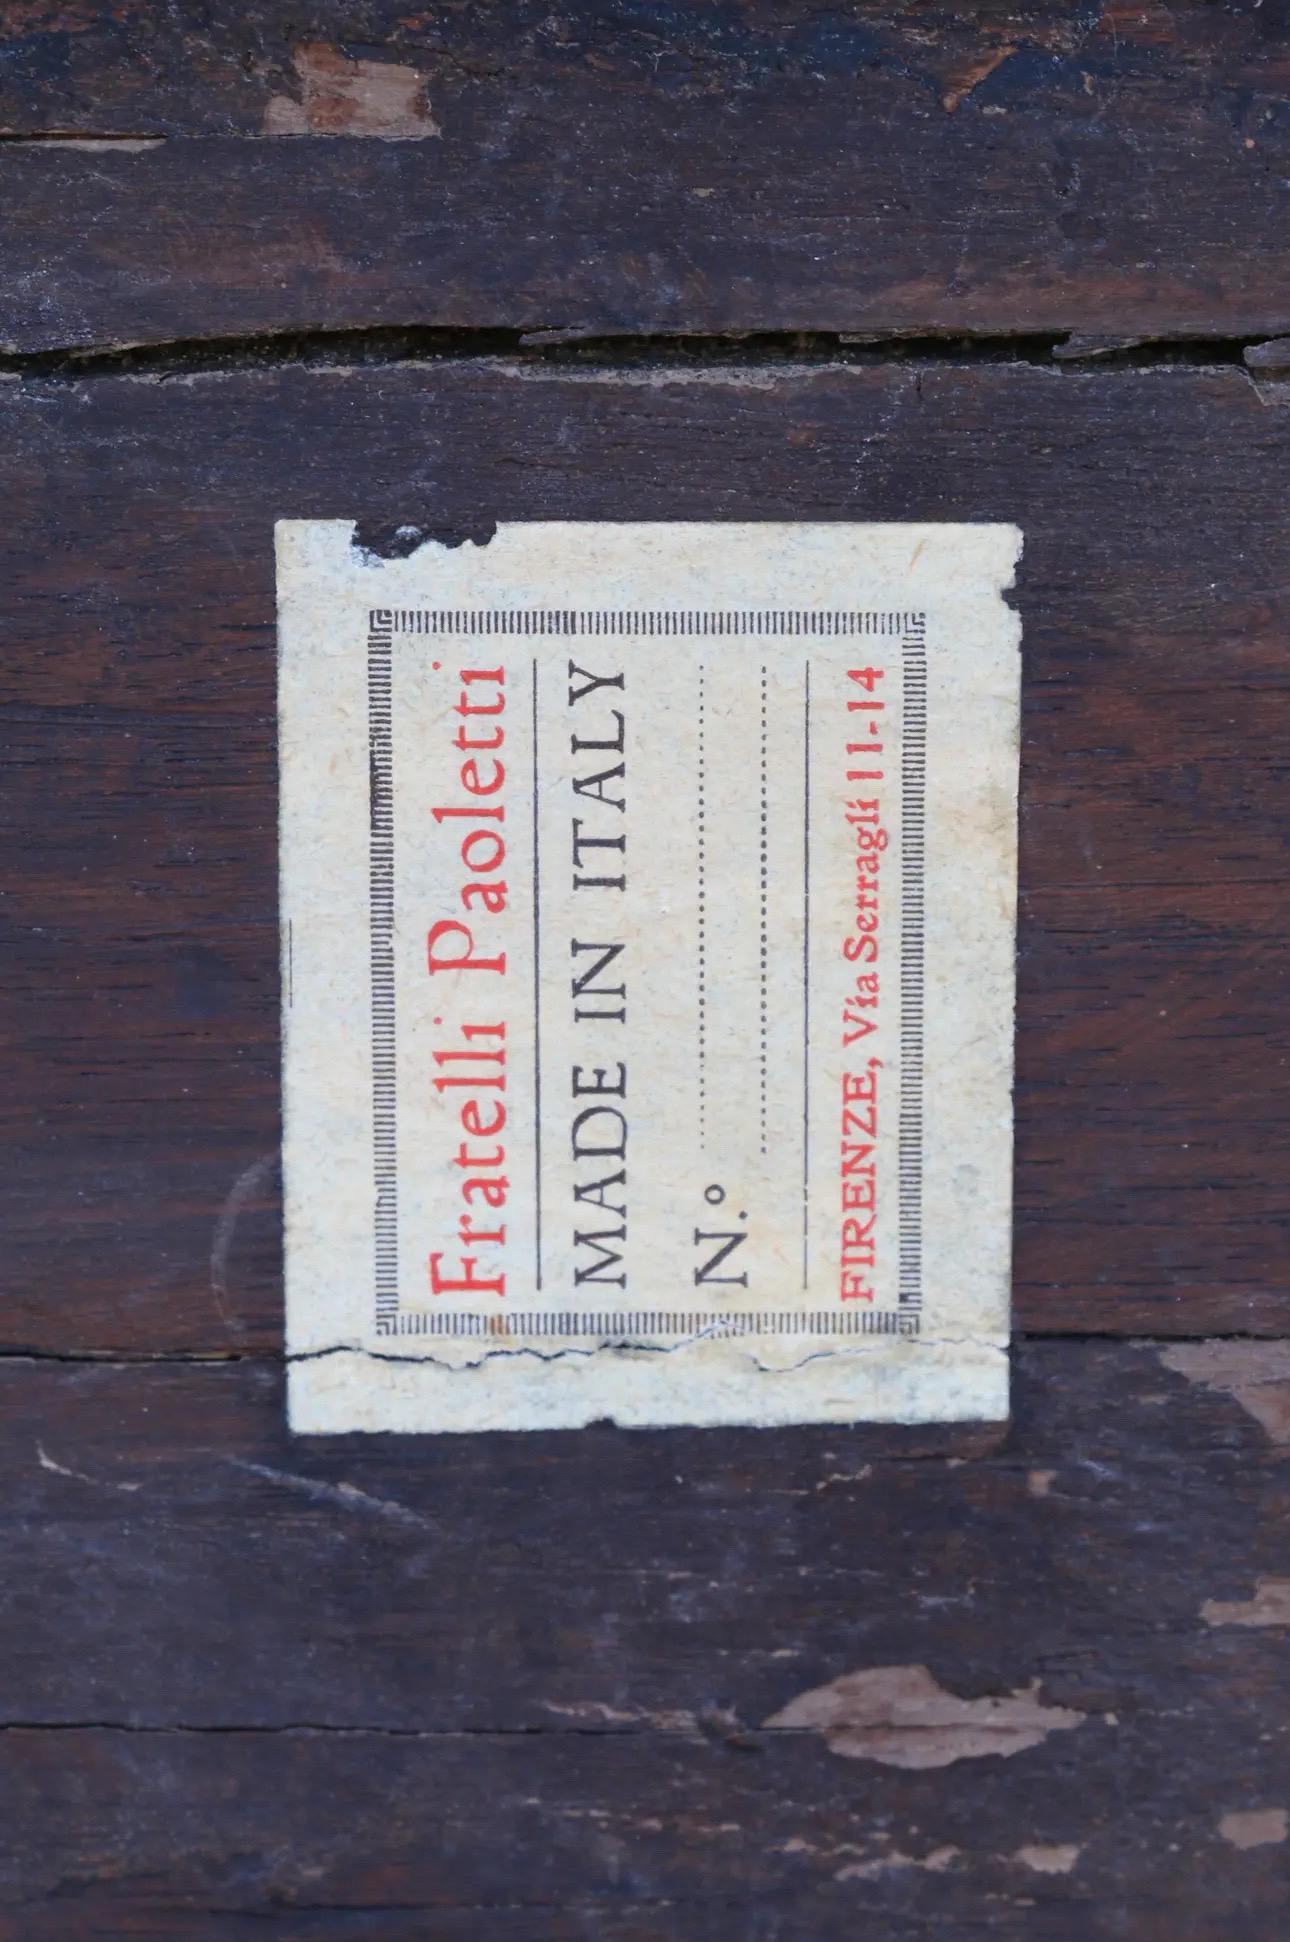 Fratelli Paoletti
MADE IN ITALY
N.º
FIRENZE, Via Serragli 11-14